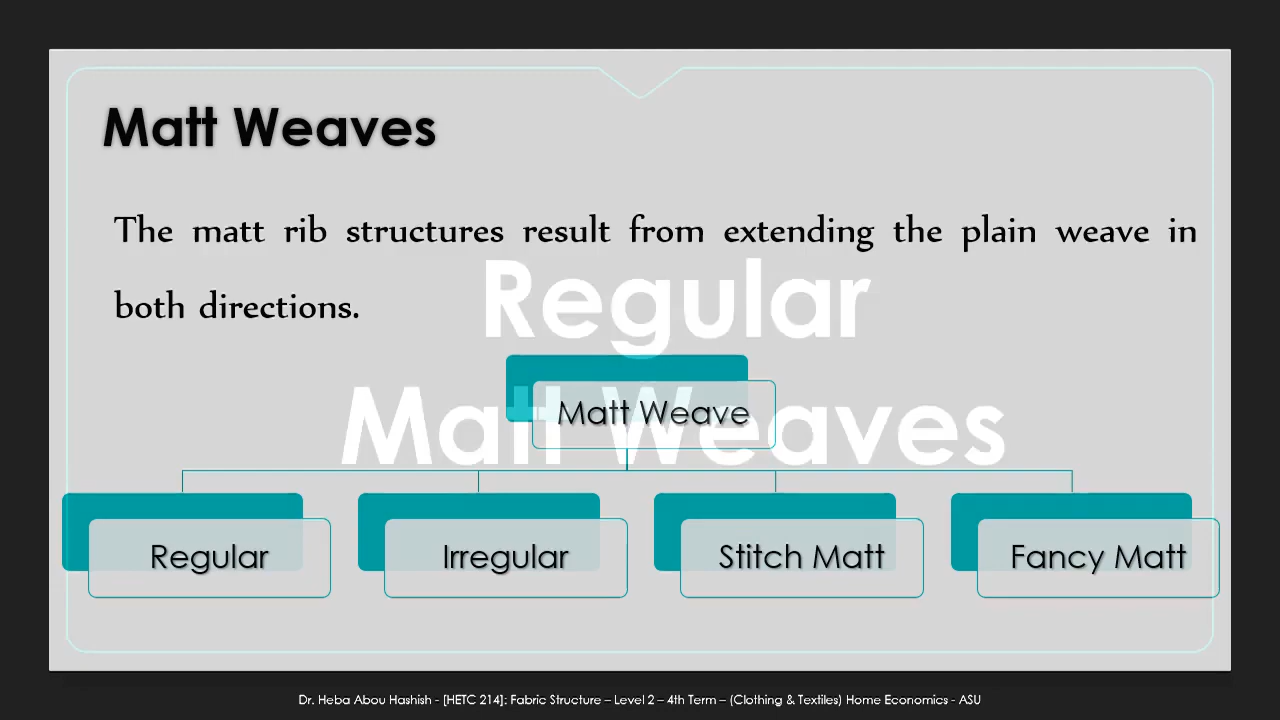 Matt Weaves
The matt rib structures result from extending the plain weave in
both directions.
Regular
Matt Weaves
Matt Weave
Regular
Irregular
Stitch Matt
Fancy Matt
Dr. Heba Abou Hashish - [HETC 214]: Fabric Structure – Level 2 – 4th Term – (Clothing & Textiles) Home Economics - ASU